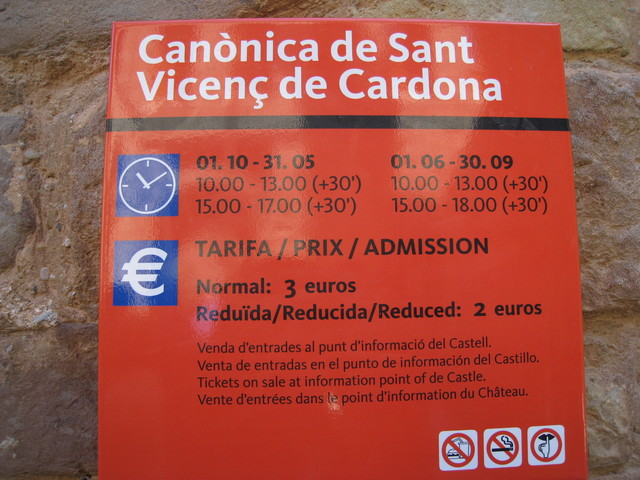 Canònica de Sant
Vicenç de Cardona
01. 10 - 31. 05 01. 06 - 30. 09
10.00 - 13.00 (+30') 10.00 - 13.00 (+30')
15.00 - 17.00 (+30') 15.00 - 18.00 (+30')
€ TARIFA / PRIX / ADMISSION
Normal: 3 euros
Reduïda/Reducida/Reduced: 2 euros
Venda d'entrades al punt d'informació del Castell.
Venta de entradas en el punto de información del Castillo.
Tickets on sale at information point of de Castle.
Vente d'entrées dans le point d'information du Château.